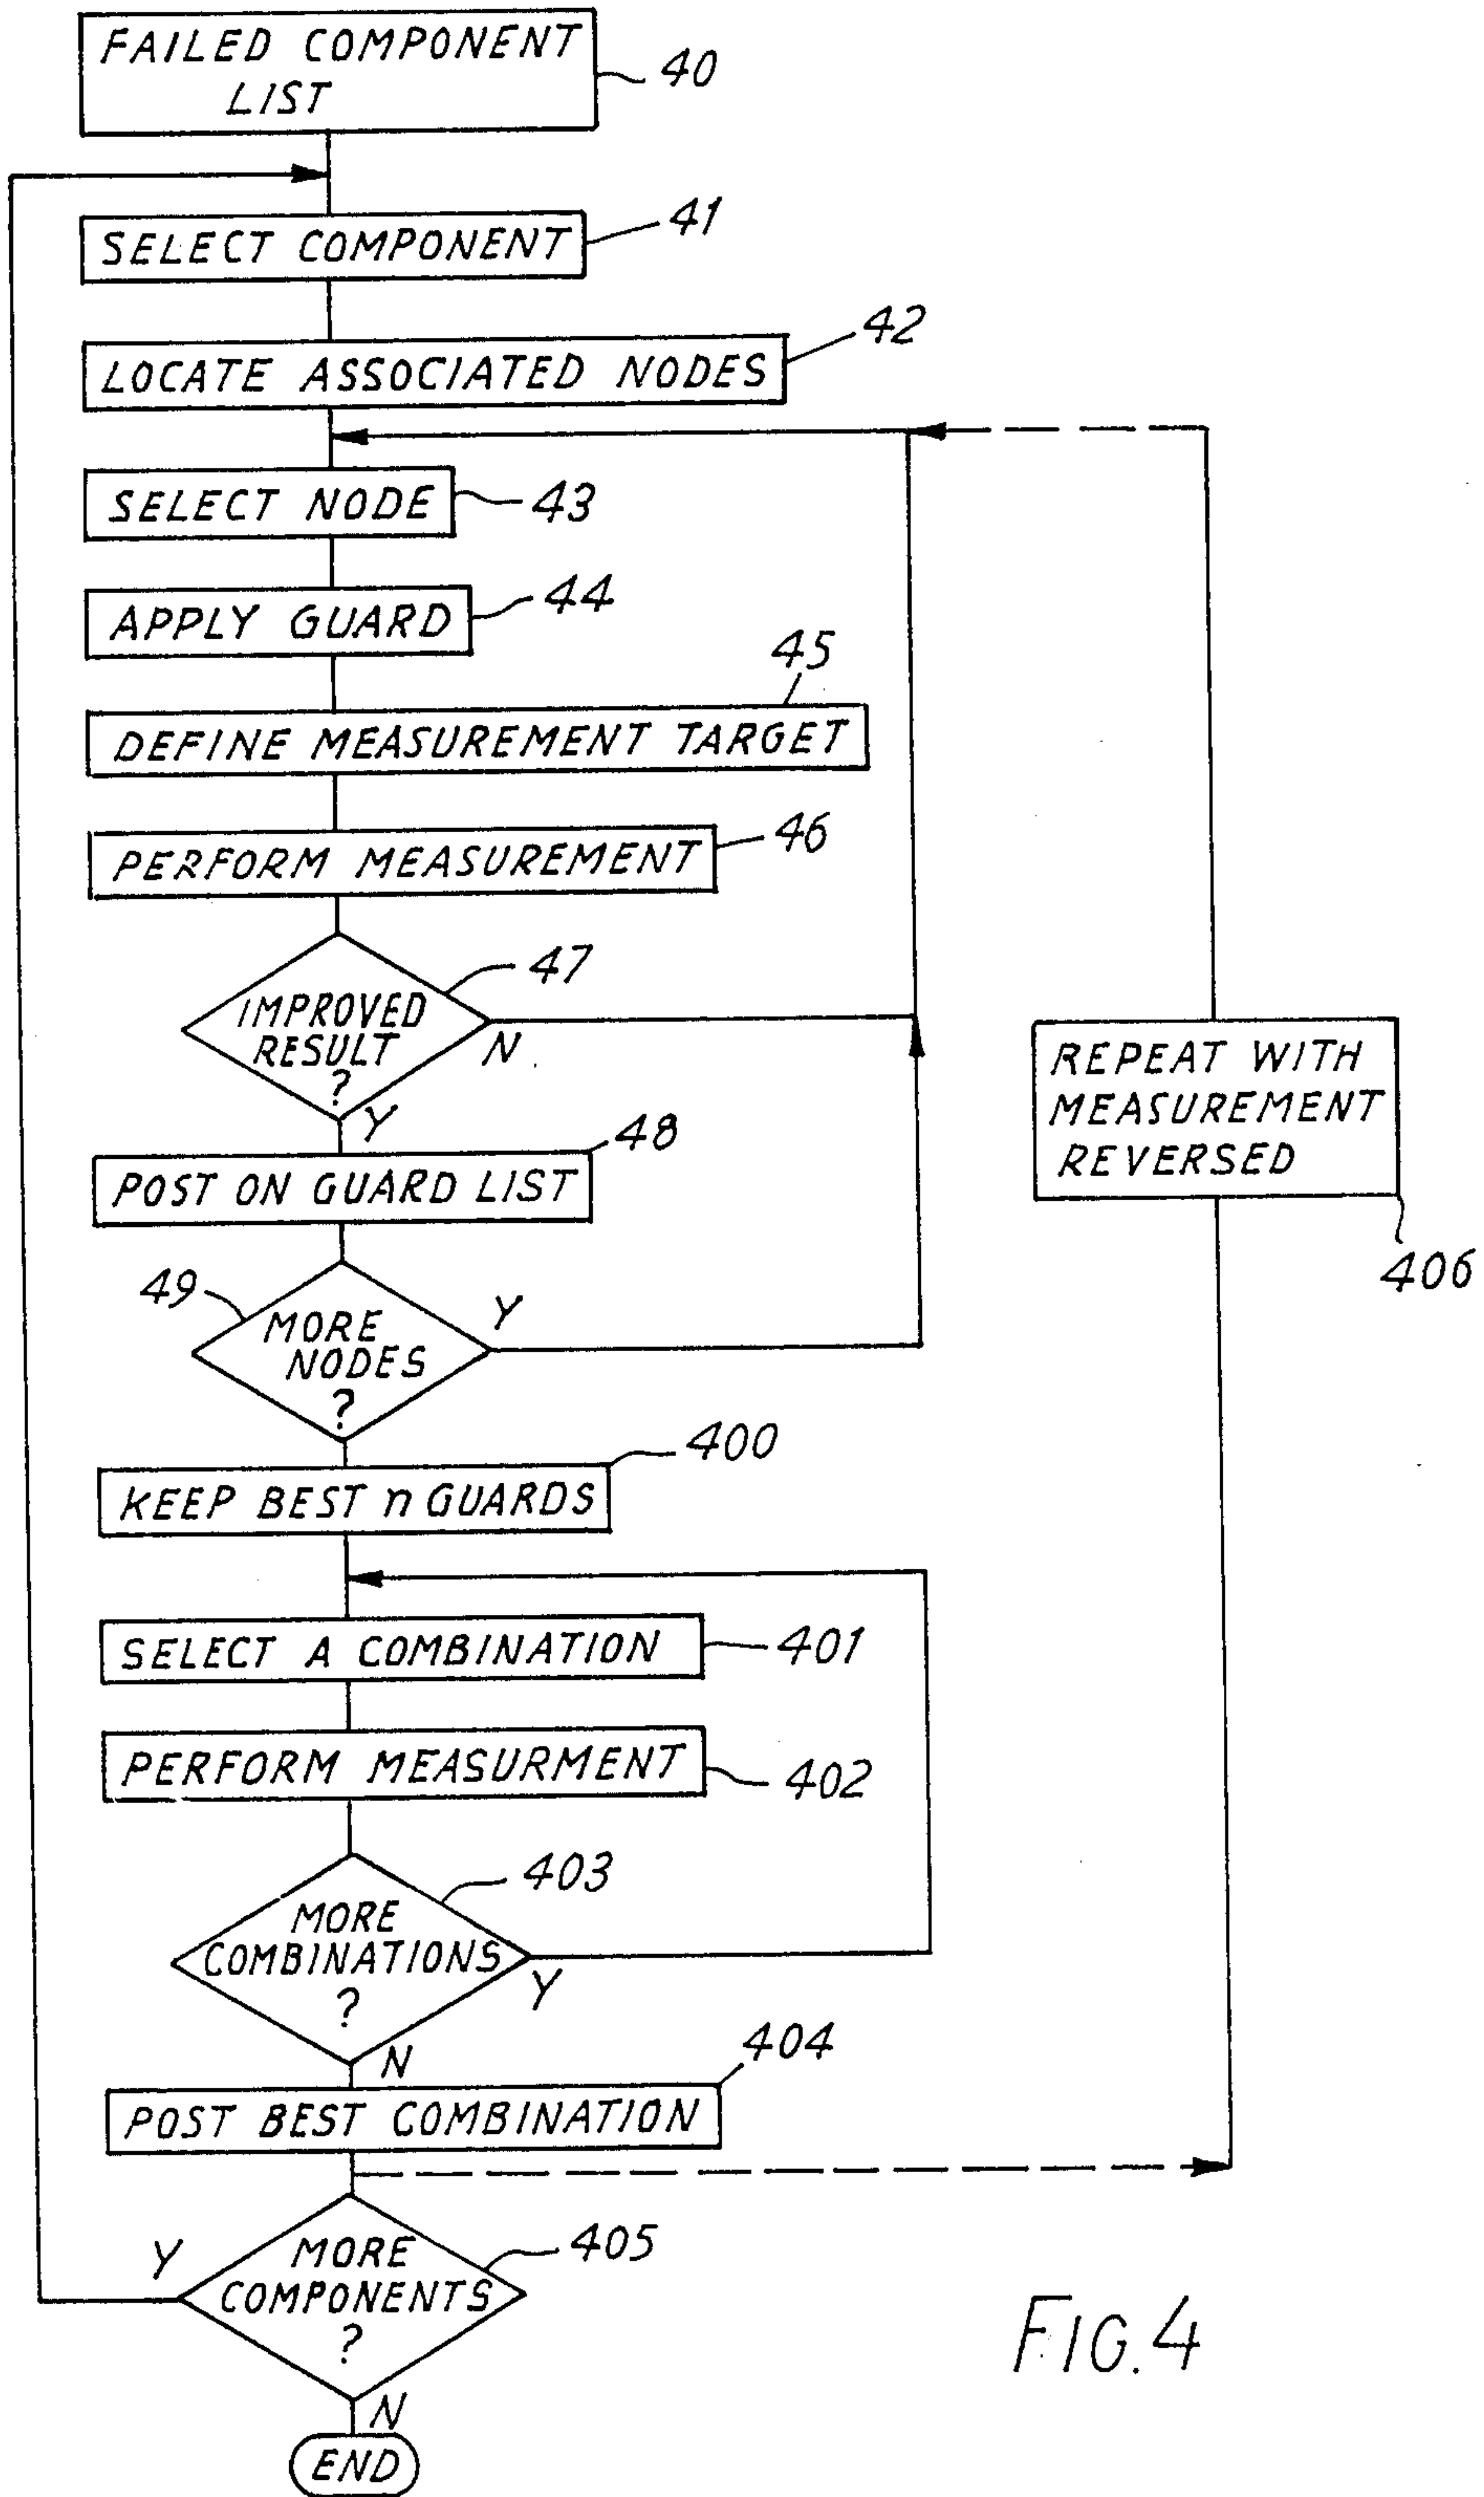 FAILED COMPONENT
LIST
40
SELECT COMPONENT
41
LOCATE ASSOCIATED NODES
42
SELECT NODE
43
APPLY GUARD
44
DEFINE MEASUREMENT TARGET
45
PERFORM MEASUREMENT
46
IMPROVED
RESULT
?
47
N
Y
POST ON GUARD LIST
48
REPEAT WITH
MEASUREMENT
REVERSED
406
49
MORE
NODES
?
Y
KEEP BEST n GUARDS
400
SELECT A COMBINATION
401
PERFORM MEASURMENT
402
MORE
COMBINATIONS
?
403
Y
N
POST BEST COMBINATION
404
MORE
COMPONENTS
?
405
Y
N
END
FIG. 4